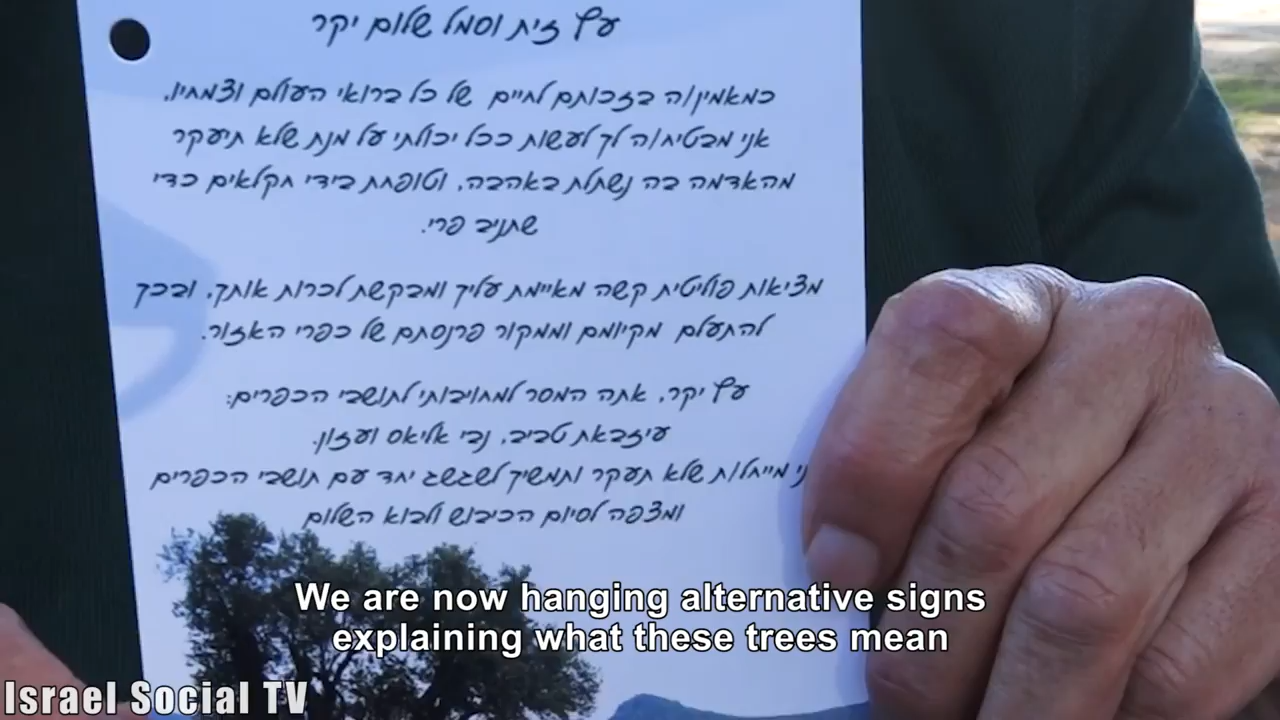 עץ זית וסמל שלום יקר
כמאמין/ה בזכותם לחיים של כל ברואי העולם וצמחיו,
אני מבטיח/ה לך לעשות ככל יכולתי על מנת שלא תיעקר
מהאדמה בה נשתלת באהבה, וטופחת בידי חקלאים כדי
שתניב פרי.
מציאות פוליטית קשה מאיימת עליך ומבקשת לכרות אותך, ובכך
להתעלם מקיומם וממקור פרנסתם של כפרי האזור.
עץ יקר, אתה המסר למחויבותי לתושבי הכפרים:
עיזבאת טביב, נבי אליאס ועזון.
מייחל/ת שלא תעקר ותמשיך לשגשג יחד עם תושבי הכפרים
ומצפה לסיום הכיבוש ולבוא השלום
We are now hanging alternative signs
explaining what these trees mean
Israel Social TV